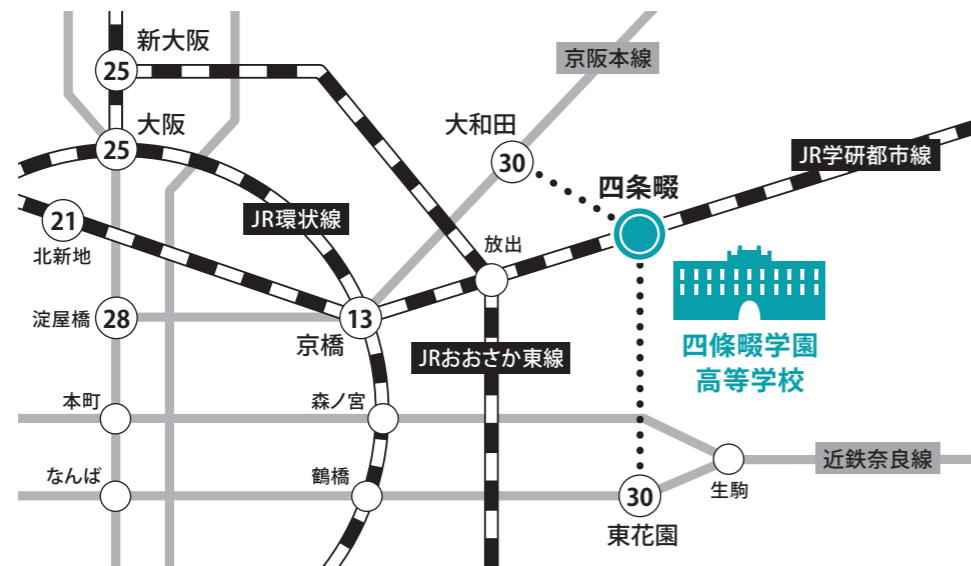 新大阪
25
京阪本線
大阪
25
大和田
30
JR学研都市線
四条畷
21
北新地
JR環状線
放出
淀屋橋
28
13
京橋
四條畷学園
高等学校
JRおおさか東線
本町
森ノ宮
なんば
鶴橋
30
東花園
生駒
近鉄奈良線